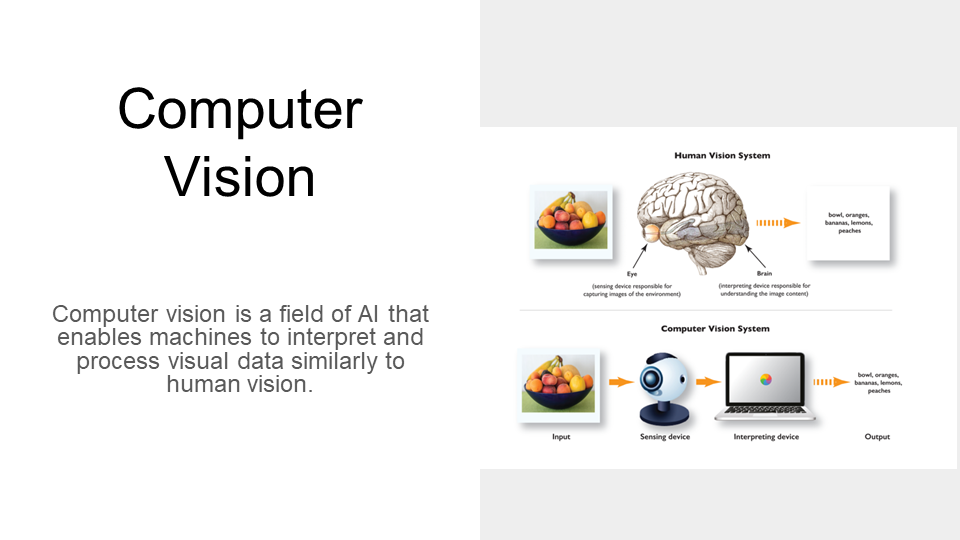 Computer
Vision
Computer vision is a field of AI that
enables machines to interpret and
process visual data similarly to
human vision.
Human Vision System
bowl, oranges,
bananas, lemons,
peaches
Eye
(sensing device responsible for
capturing images of the environment)
Brain
(interpreting device responsible for
understanding the image content)
Computer Vision System
bowl, oranges,
bananas, lemons,
peaches
Input
Sensing device
Interpreting device
Output